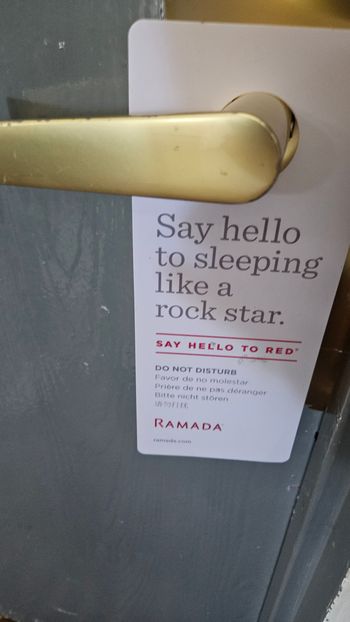 Say hello
to sleeping
like a
rock star.
SAY HELLO TO RED®
DO NOT DISTURB
Favor de no molestar
Prière de ne pas déranger
Bitte nicht stören
RAMADA
ramada.com